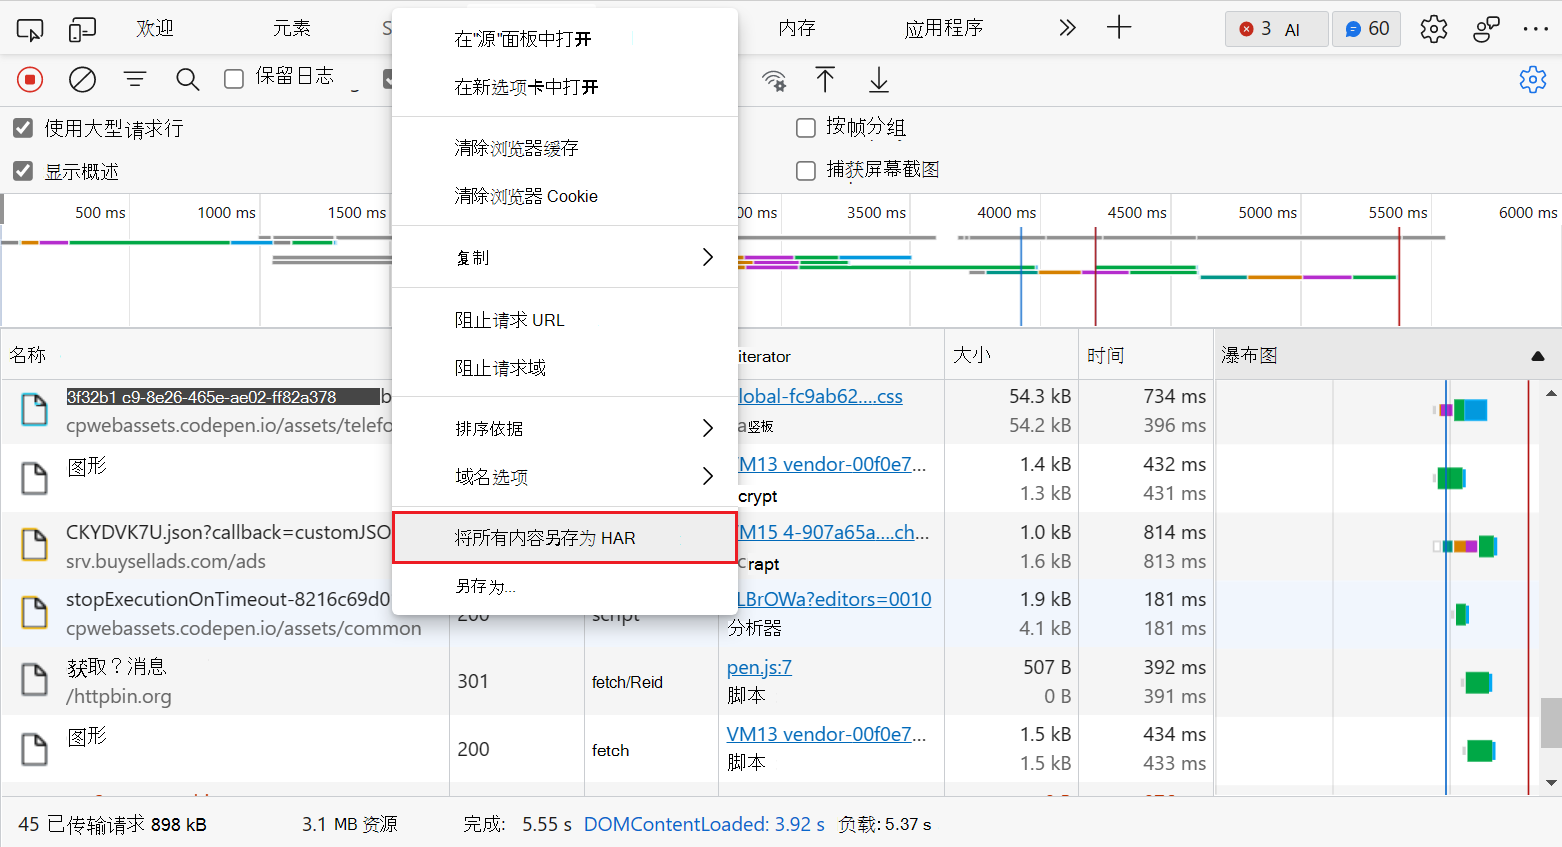 欢迎
元素
内存
应用程序
3 AI
60
保留日志
使用大型请求行
按帧分组
显示概述
捕获屏幕截图
500 ms
1000 ms
1500 ms
00 ms
3500 ms
4000 ms
4500 ms
5000 ms
5500 ms
6000 ms
在"源"面板中打开
在新选项卡中打开
清除浏览器缓存
清除浏览器 Cookie
复制
阻止请求 URL
阻止请求域
排序依据
域名选项
将所有内容另存为 HAR
另存为...
名称
iterator
大小
时间
瀑布图
3f32b1 c9-8e26-465e-ae02-ff82a378 b
lobal-fc9ab62....css
54.3 kB
734 ms
cpwebassets.codepen.io/assets/telefo
a竖板
54.2 kB
396 ms
图形
VM13 vendor-00f0e7...
1.4 kB
432 ms
crypt
1.3 kB
431 ms
CKYDVK7U.json?callback=customJSO
VM15 4-907a65a....ch...
1.0 kB
814 ms
srv.buysellads.com/ads
crapt
1.6 kB
813 ms
stopExecutionOnTimeout-8216c69d0
200
script
LBrOWa?editors=0010
1.9 kB
181 ms
cpwebassets.codepen.io/assets/common
分析器
4.1 kB
181 ms
获取？消息
301
fetch/Reid
pen.js:7
507 B
392 ms
/httpbin.org
脚本
0 B
391 ms
图形
200
fetch
VM13 vendor-00f0e7...
1.5 kB
434 ms
脚本
1.5 kB
433 ms
45 已传输请求 898 kB
3.1 MB 资源
完成: 5.55 s
DOMContentLoaded: 3.92 s
负载: 5.37 s